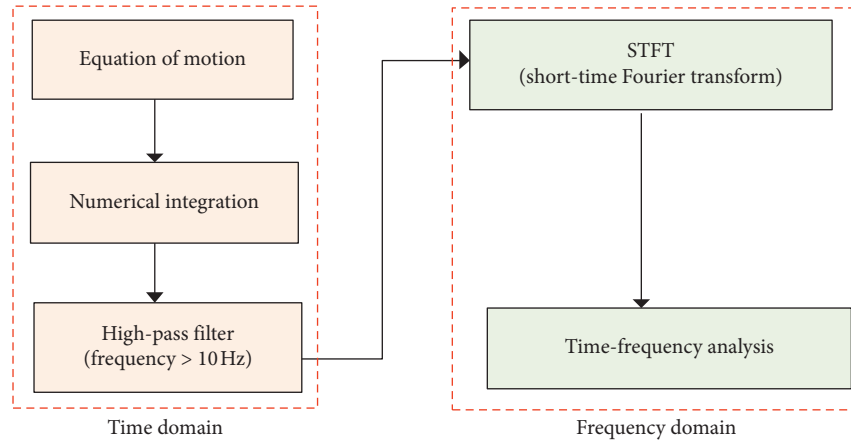 Equation of motion
Numerical integration
High-pass filter
(frequency > 10 Hz)
Time domain
STFT
(short-time Fourier transform)
Time-frequency analysis
Frequency domain